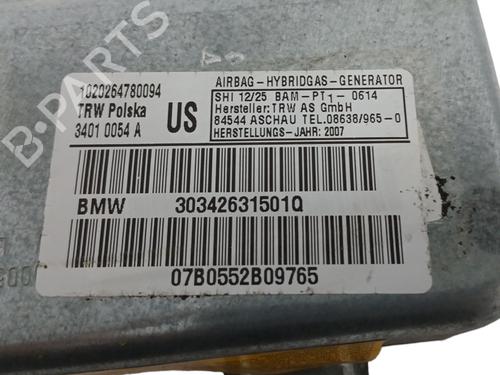 1020264780094
TRW Polska
3401 0054 A
US
AIRBAG-HYBRIDGAS-GENERATOR
SHI 12/25 BAM-PT1-0614
Hersteller:TRW AS GmbH
84544 ASCHAU TEL.08638/965-0
HERSTELLUNGS-JAHR: 2007
BMW 30342631501Q
07B0552B09765